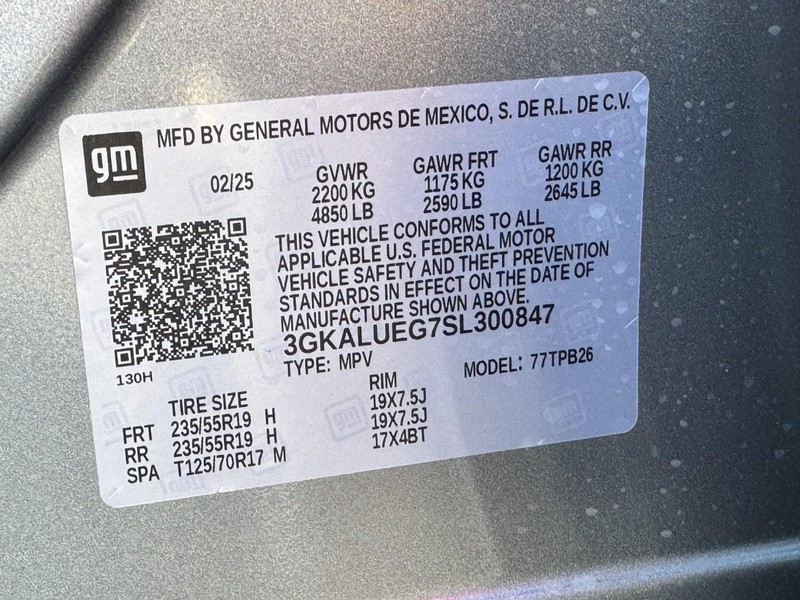 gm MFD BY GENERAL MOTORS DE MEXICO, S. DE R.L. DE C.V.
02/25 GVWR GAWR FRT GAWR RR
2200 KG 1175 KG 1200 KG
4850 LB 2590 LB 2645 LB
THIS VEHICLE CONFORMS TO ALL
APPLICABLE U.S. FEDERAL MOTOR
VEHICLE SAFETY AND THEFT PREVENTION
STANDARDS IN EFFECT ON THE DATE OF
MANUFACTURE SHOWN ABOVE.
3GKALUEG7SL300847
TYPE: MPV MODEL: 77TPB26
130H
TIRE SIZE RIM
FRT 235/55R19 H 19X7.5J
RR 235/55R19 H 19X7.5J
SPA T125/70R17 M 17X4BT